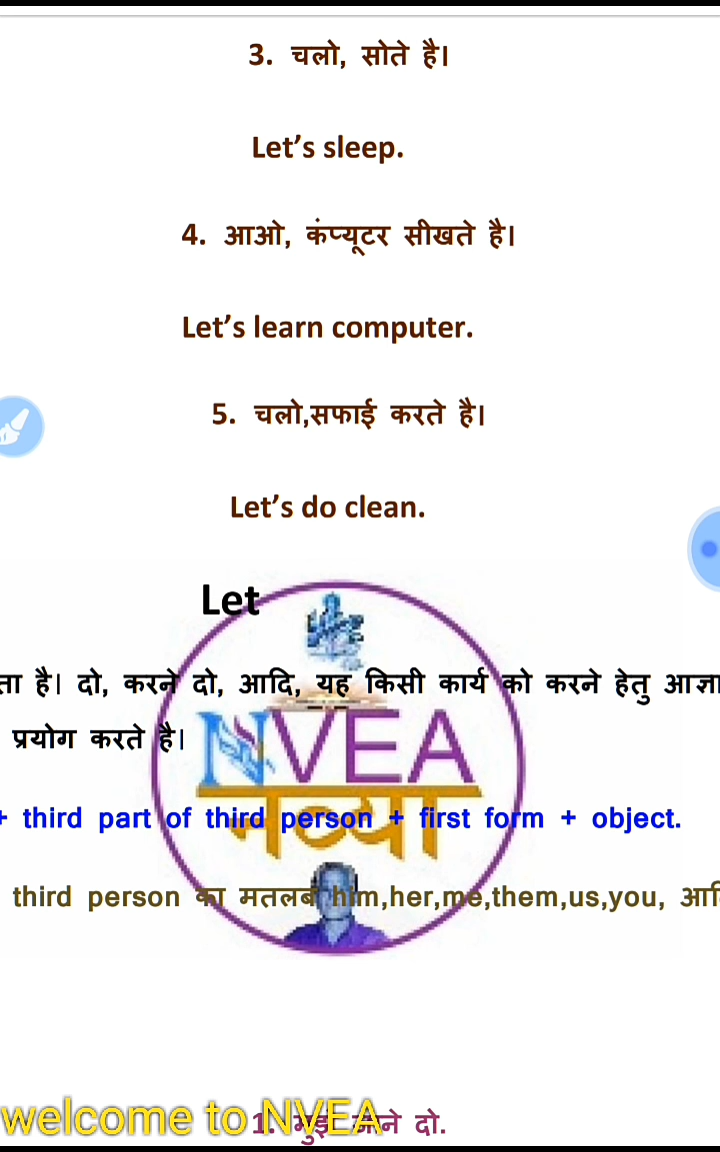 3. चलो, सोते है।
Let’s sleep.
4. आओ, कंप्यूटर सीखते है।
Let’s learn computer.
5. चलो,सफाई करते है।
Let’s do clean.
Let
है। दो, करने दो, आदि, यह किसी कार्य को करने हेतु
प्रयोग करते है।
NVEA
+ third part of third person + first form + object.
नव्या
third person का मतलब him,her,me,them,us,you,
welcome to NVEA
1. दो.